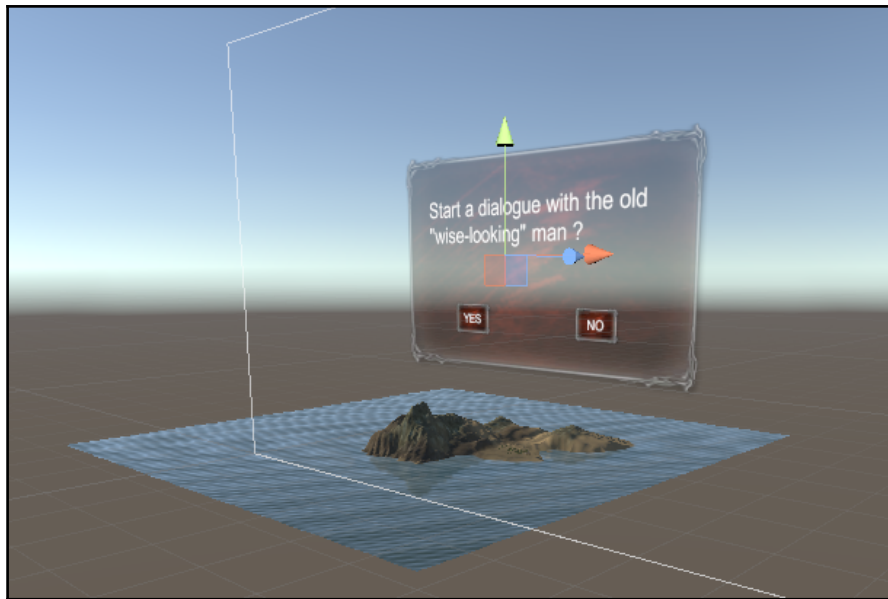 Start a dialogue with the old
"wise-looking" man ?
YES
NO